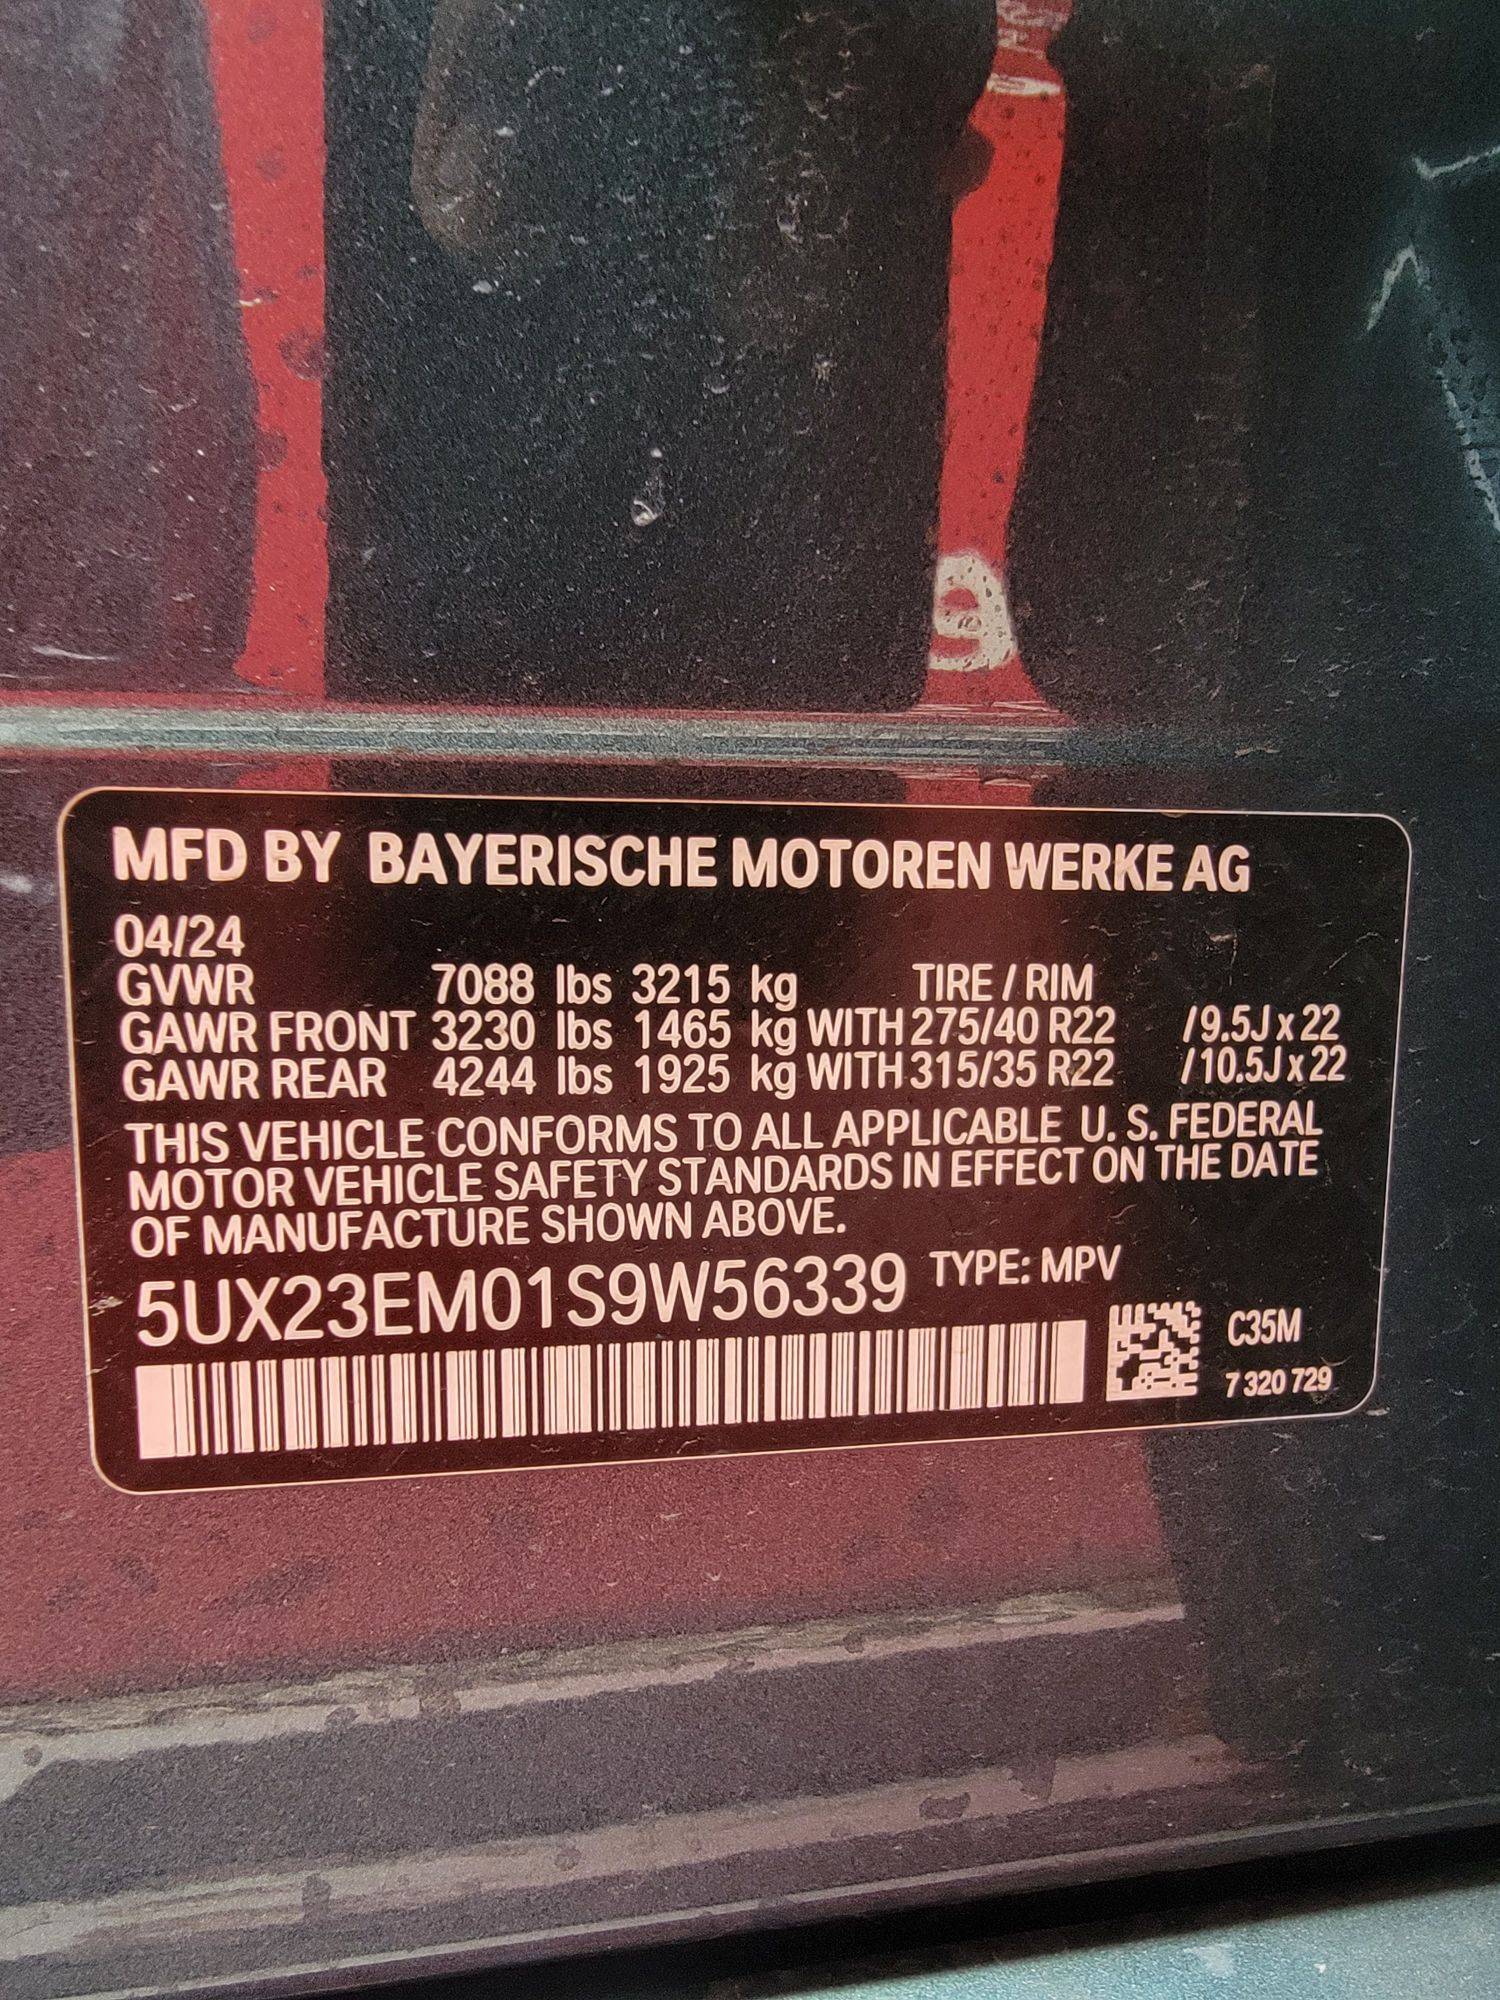 MFD BY BAYERISCHE MOTOREN WERKE AG
04/24
GVWR 7088 lbs 3215 kg TIRE / RIM
GAWR FRONT 3230 lbs 1465 kg WITH 275/40 R22 / 9.5J x 22
GAWR REAR 4244 lbs 1925 kg WITH 315/35 R22 / 10.5J x 22
THIS VEHICLE CONFORMS TO ALL APPLICABLE U. S. FEDERAL
MOTOR VEHICLE SAFETY STANDARDS IN EFFECT ON THE DATE
OF MANUFACTURE SHOWN ABOVE.
5UX23EM01S9W56339 TYPE: MPV
C35M
7 320 729